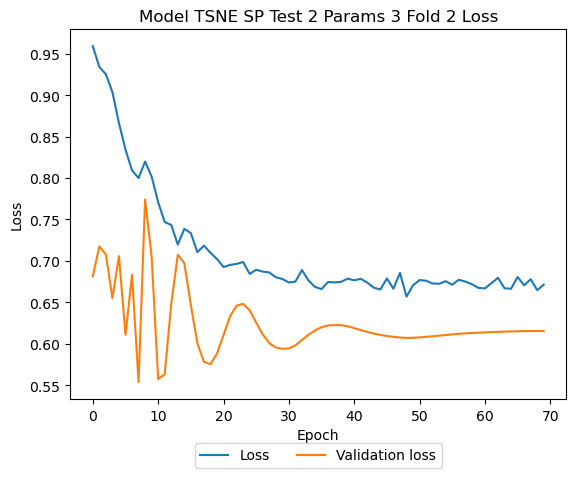 Model TSNE SP Test 2 Params 3 Fold 2 Loss
0.95
0.90
0.85
0.80
0.75
0.70
0.65
0.60
0.55
Loss
0 10 20 30 40 50 60 70
Epoch
Loss Validation loss